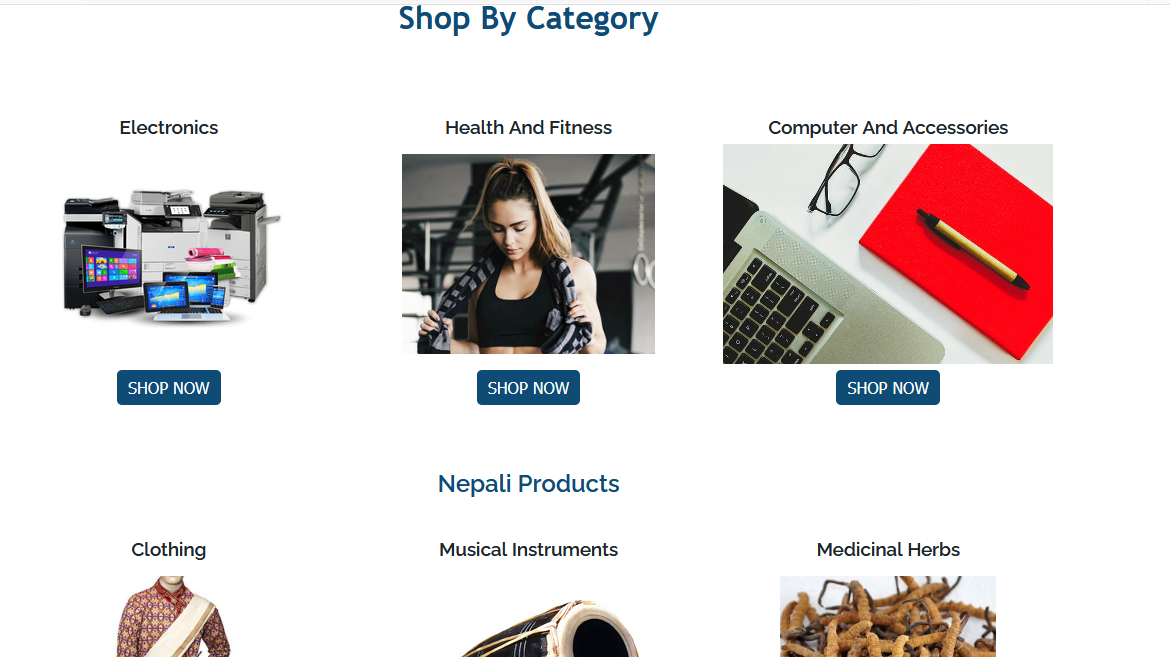 Shop By Category
Electronics
Health And Fitness
Computer And Accessories
SHOP NOW
SHOP NOW
SHOP NOW
Nepali Products
Clothing
Musical Instruments
Medicinal Herbs